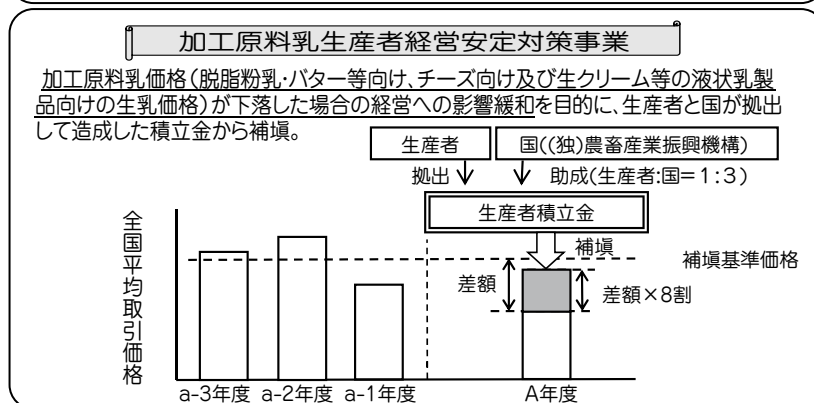 加工原料乳生産者経営安定対策事業
加工原料乳価格(脱脂粉乳・バター等向け、チーズ向け及び生クリーム等の液状乳製
品向けの生乳価格)が下落した場合の経営への影響緩和を目的に、生産者と国が拠出
して造成した積立金から補塡。
生産者
国((独)農畜産業振興機構)
拠出
助成(生産者:国=1:3)
生産者積立金
補塡
補塡基準価格
差額
差額×8割
全国平均取引価格
a-3年度 a-2年度 a-1年度 A年度